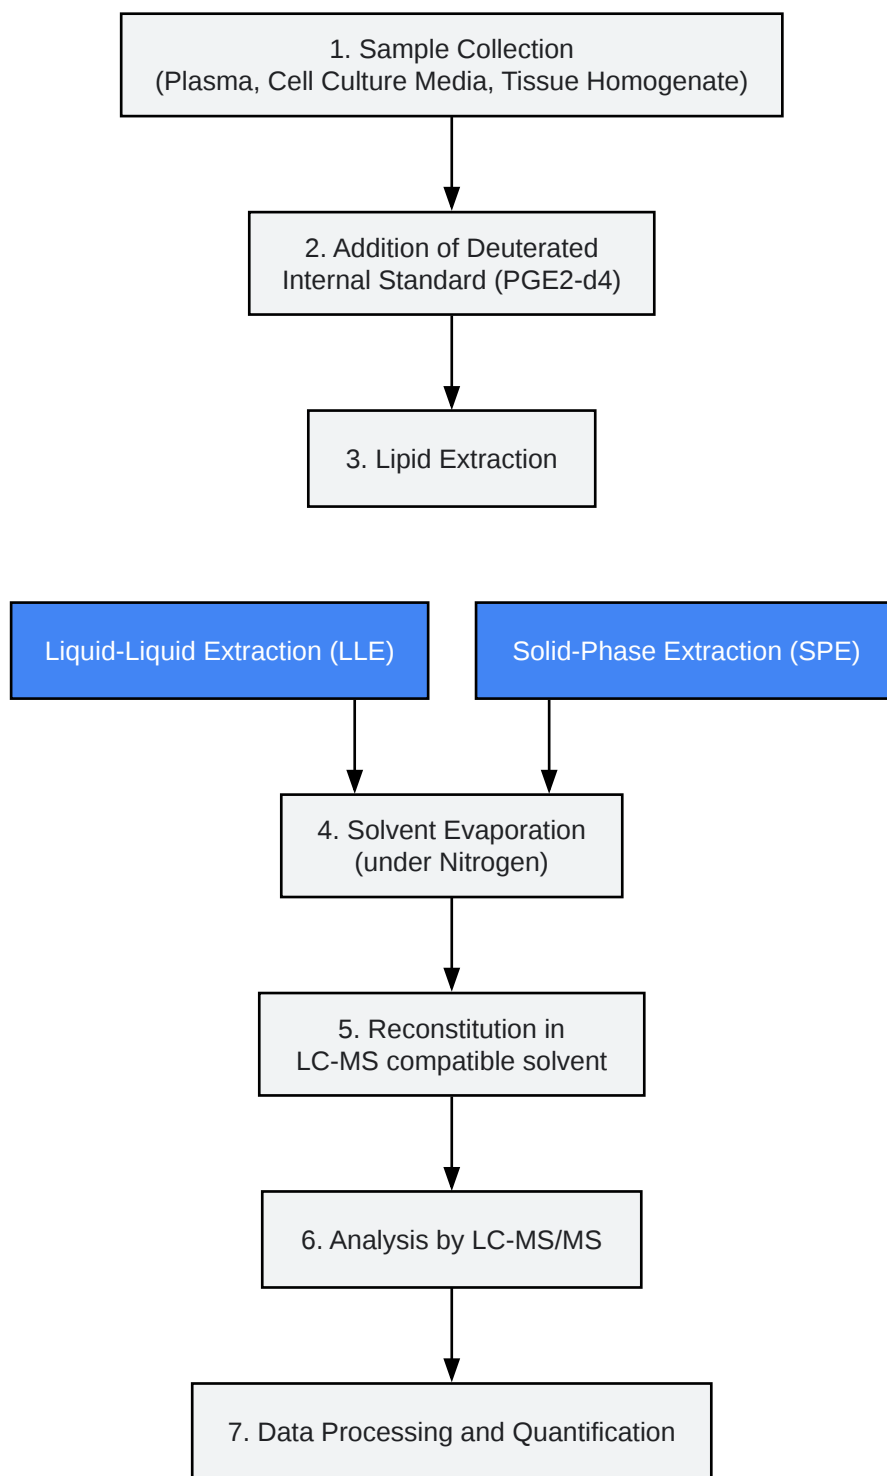 1. Sample Collection
(Plasma, Cell Culture Media, Tissue Homogenate)
2. Addition of Deuterated
Internal Standard (PGE2-d4)
3. Lipid Extraction
Liquid-Liquid Extraction (LLE)
Solid-Phase Extraction (SPE)
4. Solvent Evaporation
(under Nitrogen)
5. Reconstitution in
LC-MS compatible solvent
6. Analysis by LC-MS/MS
7. Data Processing and Quantification